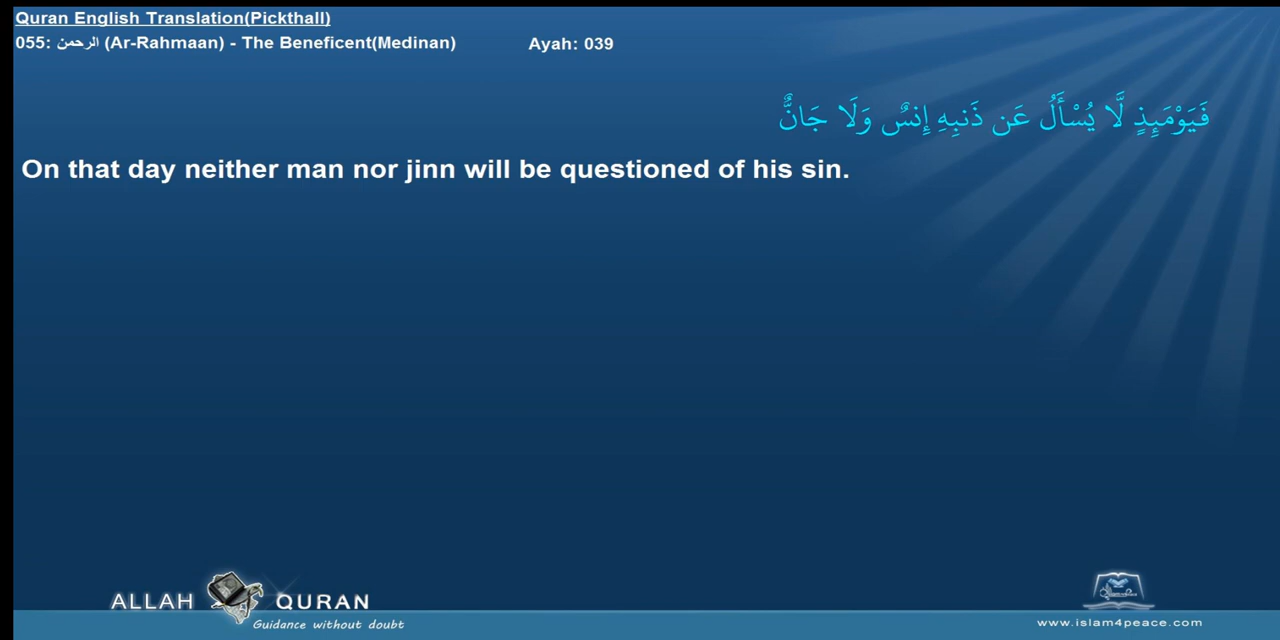 Quran English Translation(Pickthall)
055: الرحمن (Ar-Rahmaan) - The Beneficent(Medinan) Ayah: 039
فَيَوْمَئِذٍ لَّا يُسْأَلُ عَن ذَنبِهِ إِنسٌ وَلَا جَانٌّ
On that day neither man nor jinn will be questioned of his sin.
ALLAH QURAN
Guidance without doubt
www.islam4peace.com